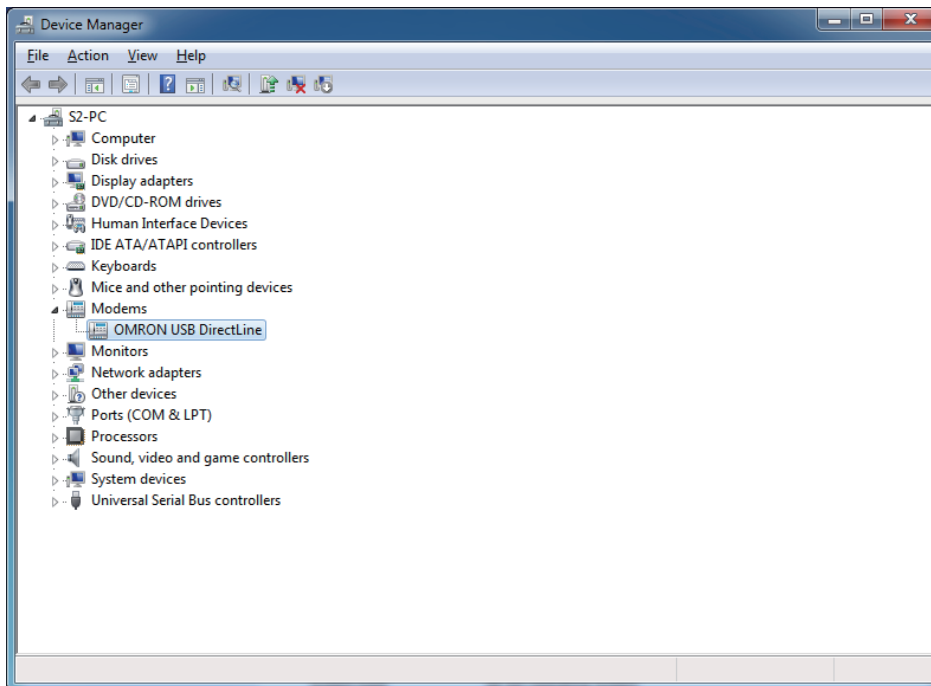 Device Manager
File Action View Help
S2-PC
Computer
Disk drives
Display adapters
DVD/CD-ROM drives
Human Interface Devices
IDE ATA/ATAPI controllers
Keyboards
Mice and other pointing devices
Modems
OMRON USB DirectLine
Monitors
Network adapters
Other devices
Ports (COM & LPT)
Processors
Sound, video and game controllers
System devices
Universal Serial Bus controllers